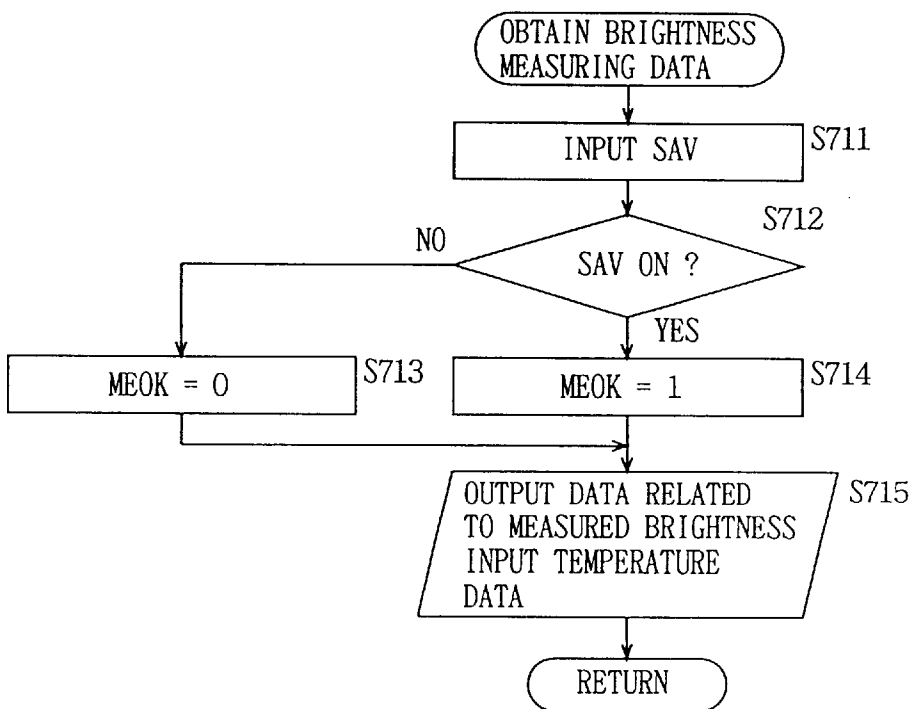 OBTAIN BRIGHTNESS
MEASURING DATA
INPUT SAV
S711
S712
SAV ON ?
NO
YES
MEOK = 0
S713
MEOK = 1
S714
OUTPUT DATA RELATED
TO MEASURED BRIGHTNESS
INPUT TEMPERATURE
DATA
S715
RETURN